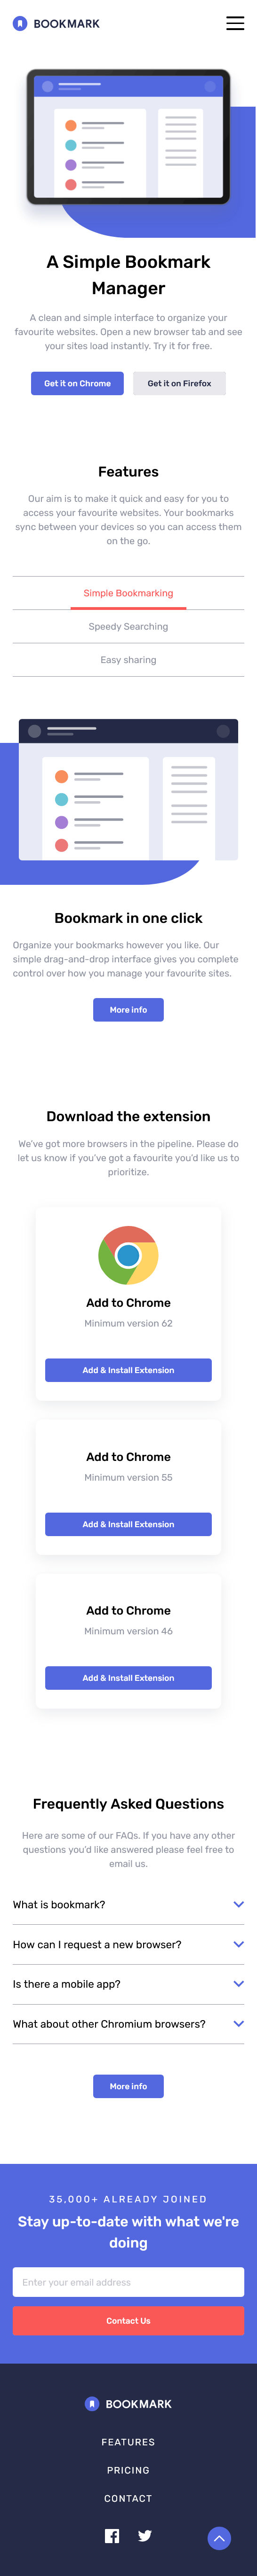 BOOKMARK
A Simple Bookmark
Manager
A clean and simple interface to organize your
favourite websites. Open a new browser tab and see
your sites load instantly. Try it for free.
Get it on Chrome
Get it on Firefox
Features
Our aim is to make it quick and easy for you to
access your favourite websites. Your bookmarks
sync between your devices so you can access them
on the go.
Simple Bookmarking
Speedy Searching
Easy sharing
Bookmark in one click
Organize your bookmarks however you like. Our
simple drag-and-drop interface gives you complete
control over how you manage your favourite sites.
More info
Download the extension
We've got more browsers in the pipeline. Please do
let us know if you've got a favourite you'd like us to
prioritize.
Add to Chrome
Minimum version 62
Add & Install Extension
Add to Chrome
Minimum version 55
Add & Install Extension
Add to Chrome
Minimum version 46
Add & Install Extension
Frequently Asked Questions
Here are some of our FAQs. If you have any other
questions you'd like answered please feel free to
email us.
What is bookmark?
How can I request a new browser?
Is there a mobile app?
What about other Chromium browsers?
More info
35,000+ ALREADY JOINED
Stay up-to-date with what we're
doing
Enter your email address
Contact Us
BOOKMARK
FEATURES
PRICING
CONTACT